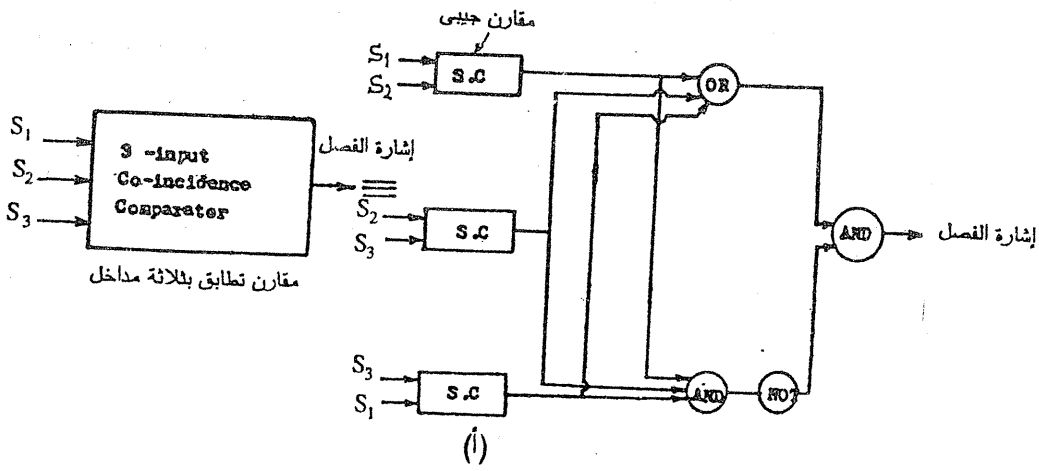 مقارن جيبى
S1
S2
S.C
OR
S1
S2
S3
3 -input
Co-incidence
Comparator
إشارة الفصل
مقارن تطابق بثلاثة مداخل
S2
S3
S.C
AND
إشارة الفصل
S3
S1
S.C
AND
NOT
(أ)